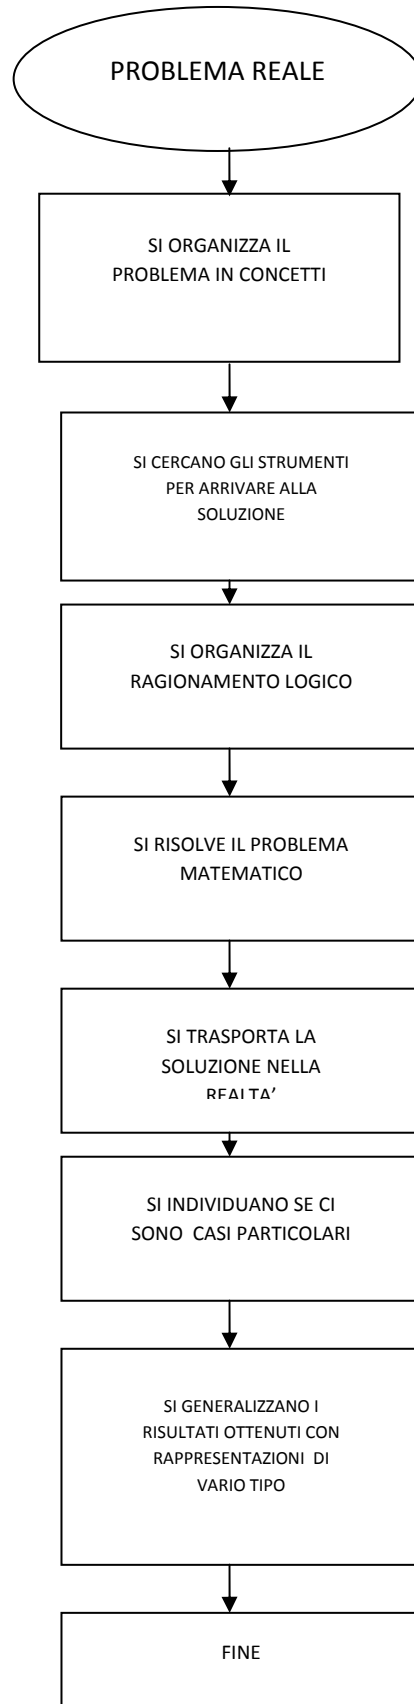 PROBLEMA REALE
SI ORGANIZZA IL
PROBLEMA IN CONCETTI
SI CERCANO GLI STRUMENTI
PER ARRIVARE ALLA
SOLUZIONE
SI ORGANIZZA IL
RAGIONAMENTO LOGICO
SI RISOLVE IL PROBLEMA
MATEMATICO
SI TRASPORTA LA
SOLUZIONE NELLA
REALTA’
SI INDIVIDUANO SE CI
SONO CASI PARTICOLARI
SI GENERALIZZANO I
RISULTATI OTTENUTI CON
RAPPRESENTAZIONI DI
VARIO TIPO
FINE